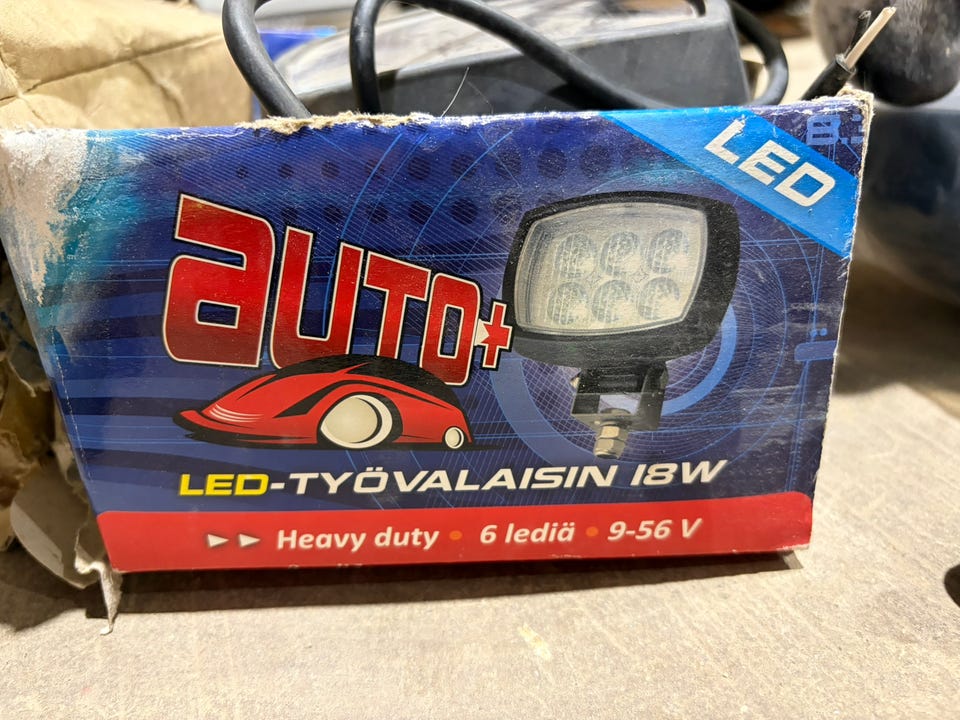 LED
auto+
LED-TYÖVALAISIN 18W
Heavy duty • 6 lediä • 9-56 V